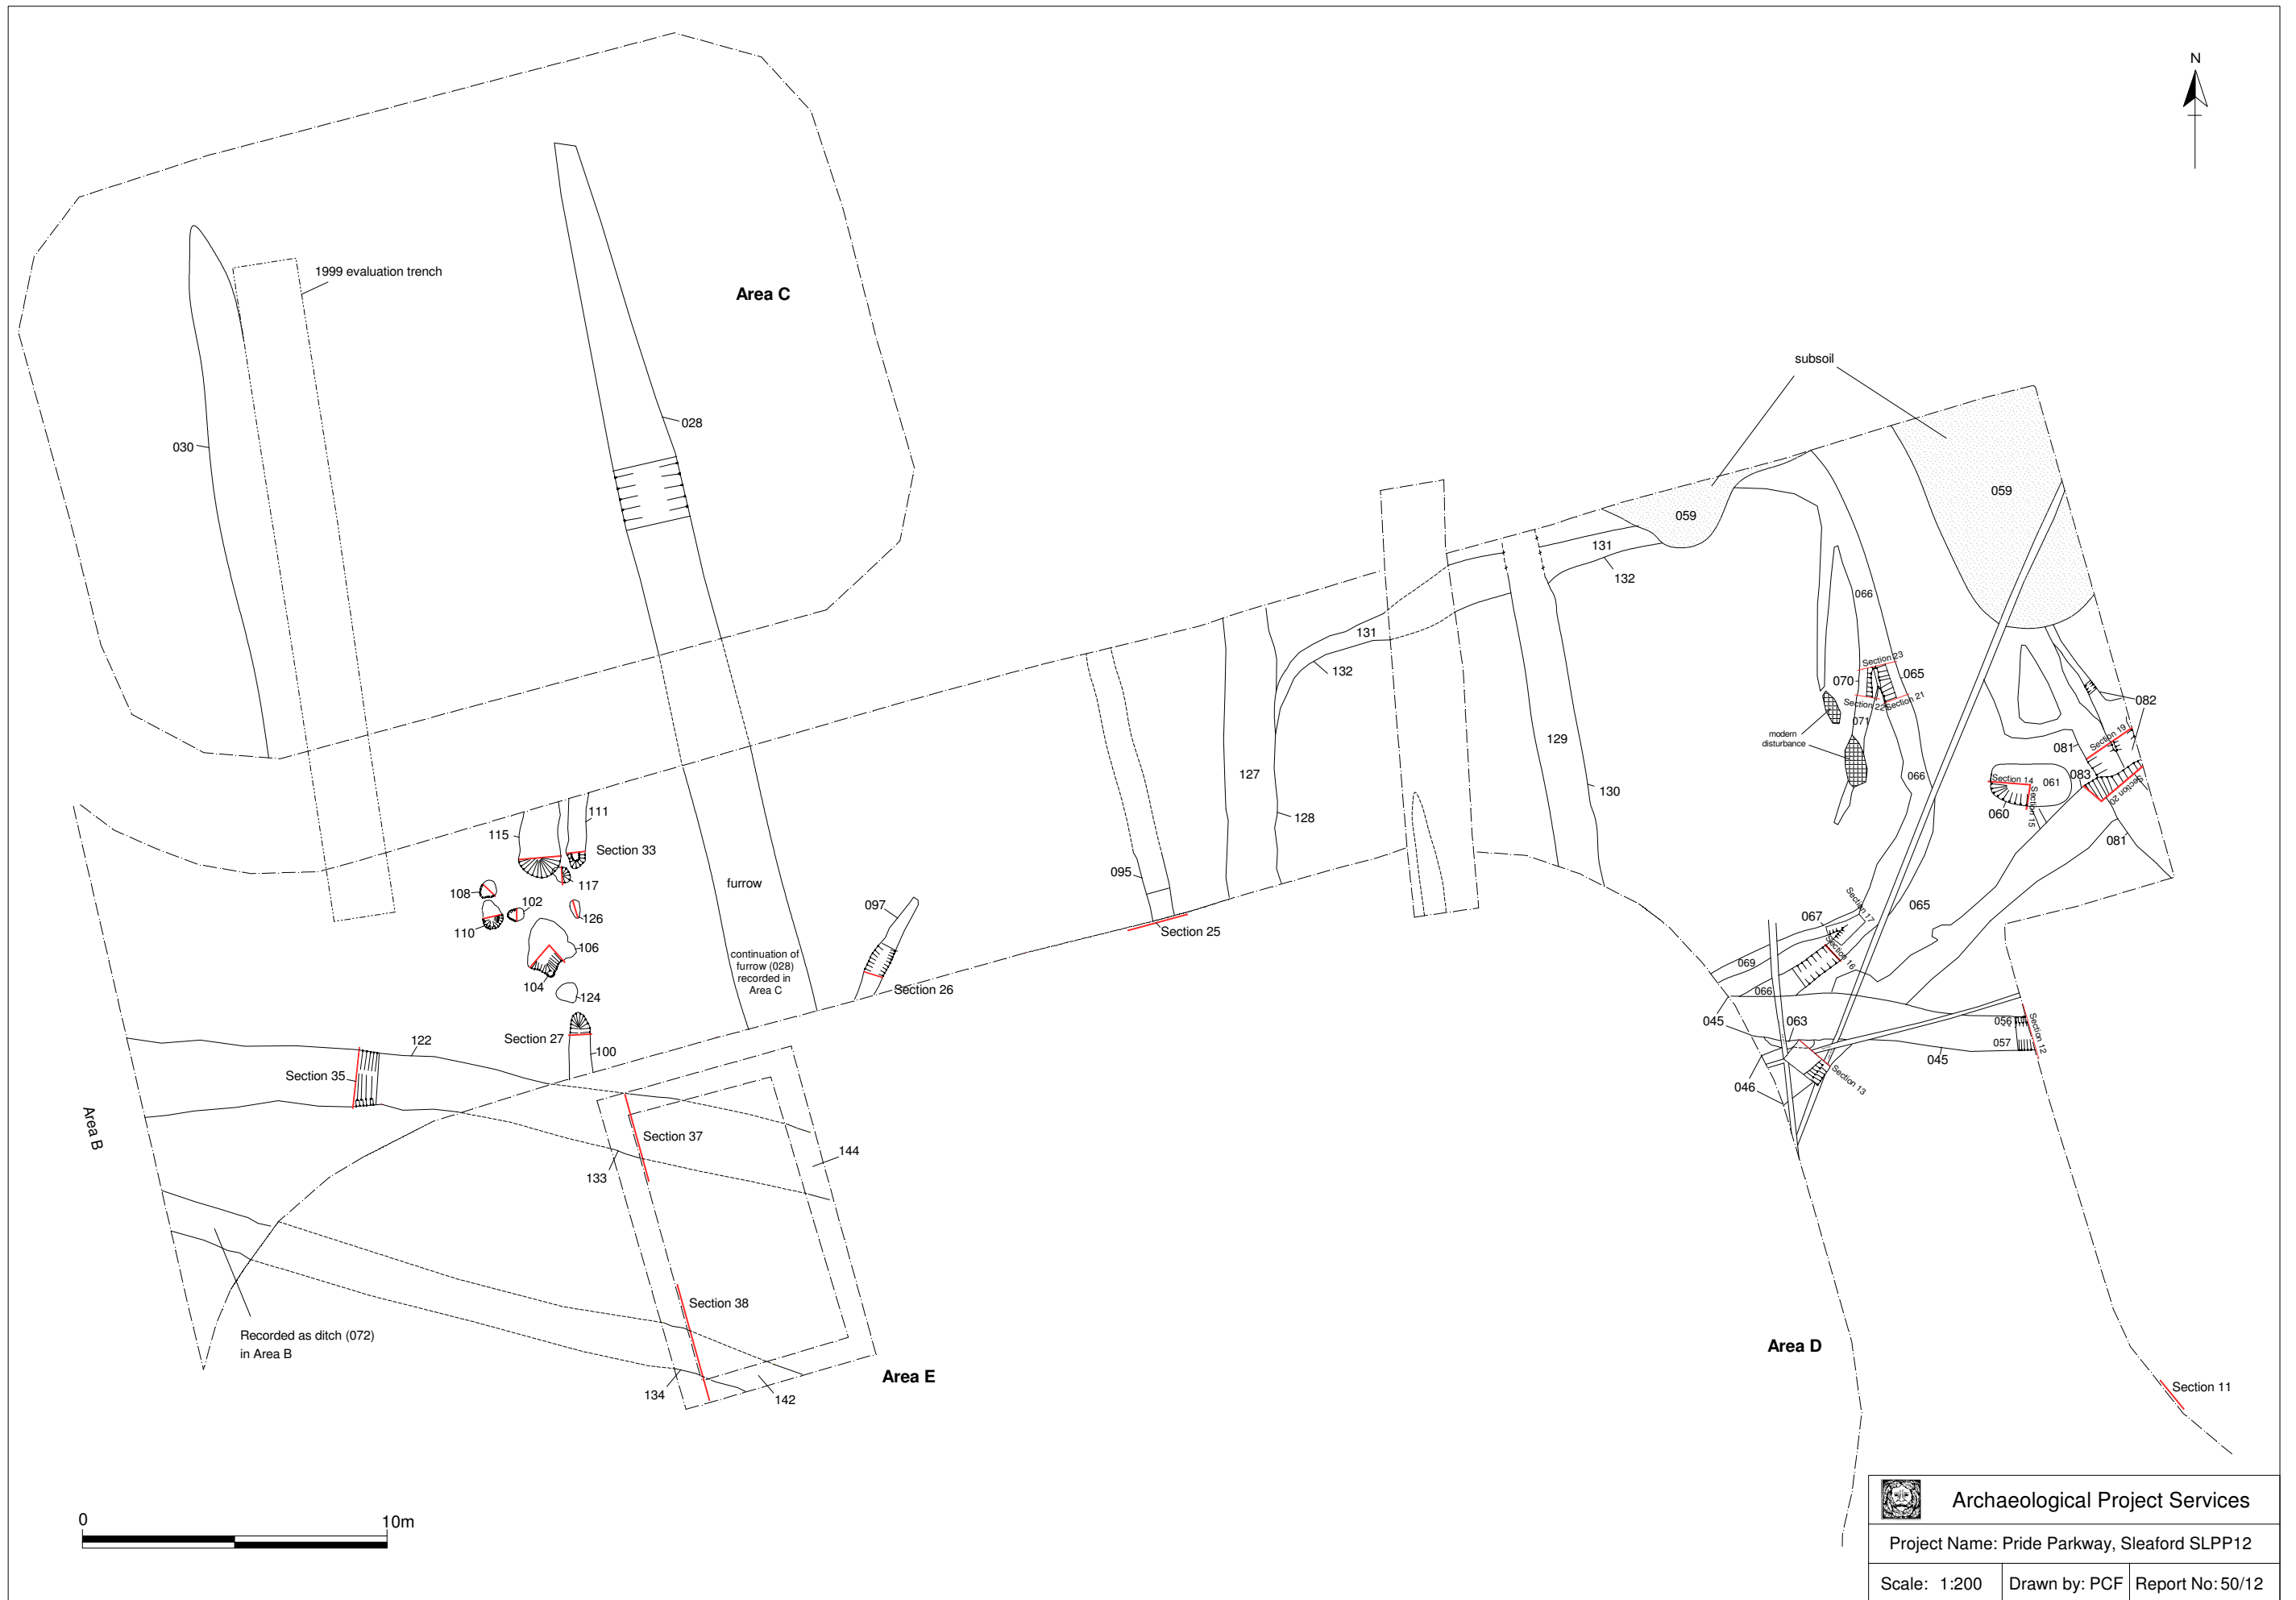 N
1999 evaluation trench
Area C
subsoil
028
030
059
059
131
132
066
131
132
Section 23
070
065
Section 22
Section 21
071
082
129
modern
disturbance
Section 19
081
127
066
083
Section 14
061
Section 20
130
060
Section 15
111
115
128
Section 33
081
095
furrow
117
108
102
097
126
110
Section 25
067
Section 17
065
106
continuation of
furrow (028)
recorded in
Area C
069
Section 16
104
124
Section 26
066
045
063
056
Section 12
Section 27
122
100
057
045
Section 35
046
Section 13
Area B
Section 37
144
133
Section 38
Recorded as ditch (072)
in Area B
Area D
Area E
134
142
Section 11
0
10m
Archaeological Project Services
Project Name: Pride Parkway, Sleaford SLPP12
Scale: 1:200
Drawn by: PCF
Report No: 50/12